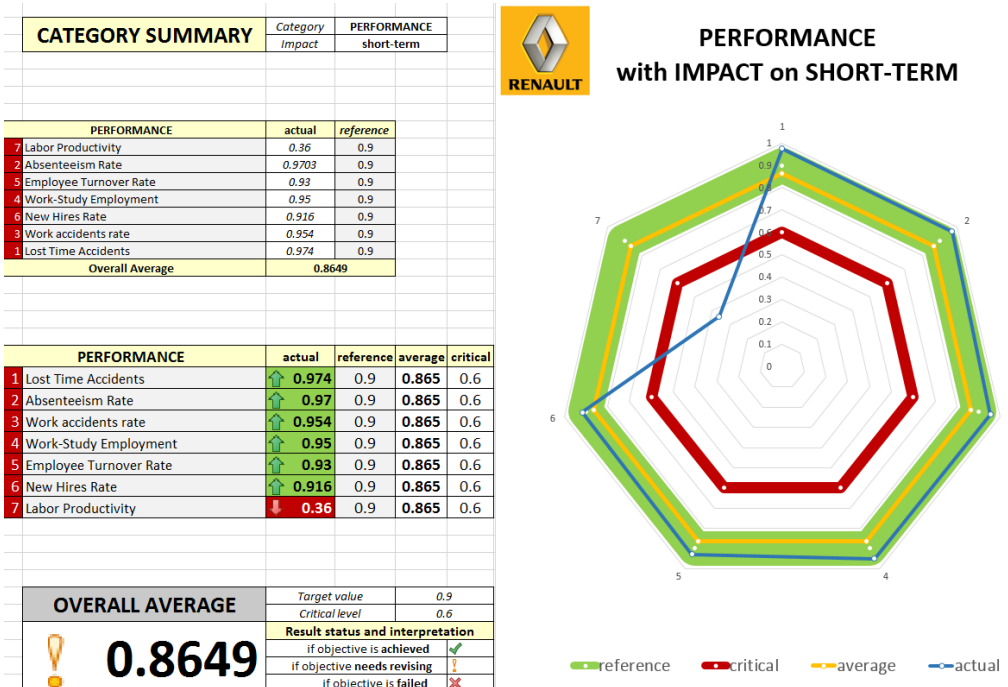 CATEGORY SUMMARY
Category PERFORMANCE
Impact short-term
PERFORMANCE actual reference
7 Labor Productivity 0.36 0.9
2 Absenteeism Rate 0.9703 0.9
5 Employee Turnover Rate 0.93 0.9
4 Work-Study Employment 0.95 0.9
6 New Hires Rate 0.916 0.9
3 Work accidents rate 0.954 0.9
1 Lost Time Accidents 0.974 0.9
Overall Average 0.8649
PERFORMANCE actual reference average critical
1 Lost Time Accidents 0.974 0.9 0.865 0.6
2 Absenteeism Rate 0.97 0.9 0.865 0.6
3 Work accidents rate 0.954 0.9 0.865 0.6
4 Work-Study Employment 0.95 0.9 0.865 0.6
5 Employee Turnover Rate 0.93 0.9 0.865 0.6
6 New Hires Rate 0.916 0.9 0.865 0.6
7 Labor Productivity 0.36 0.9 0.865 0.6
OVERALL AVERAGE
Target value 0.9
Critical level 0.6
0.8649
Result status and interpretation
if objective is achieved
if objective needs revising
if objective is failed
RENAULT
PERFORMANCE
with IMPACT on SHORT-TERM
1
1
0.9
0.8
0.7
0.6
0.5
0.4
0.3
0.2
0.1
0
2
4
5
6
7
reference critical average actual